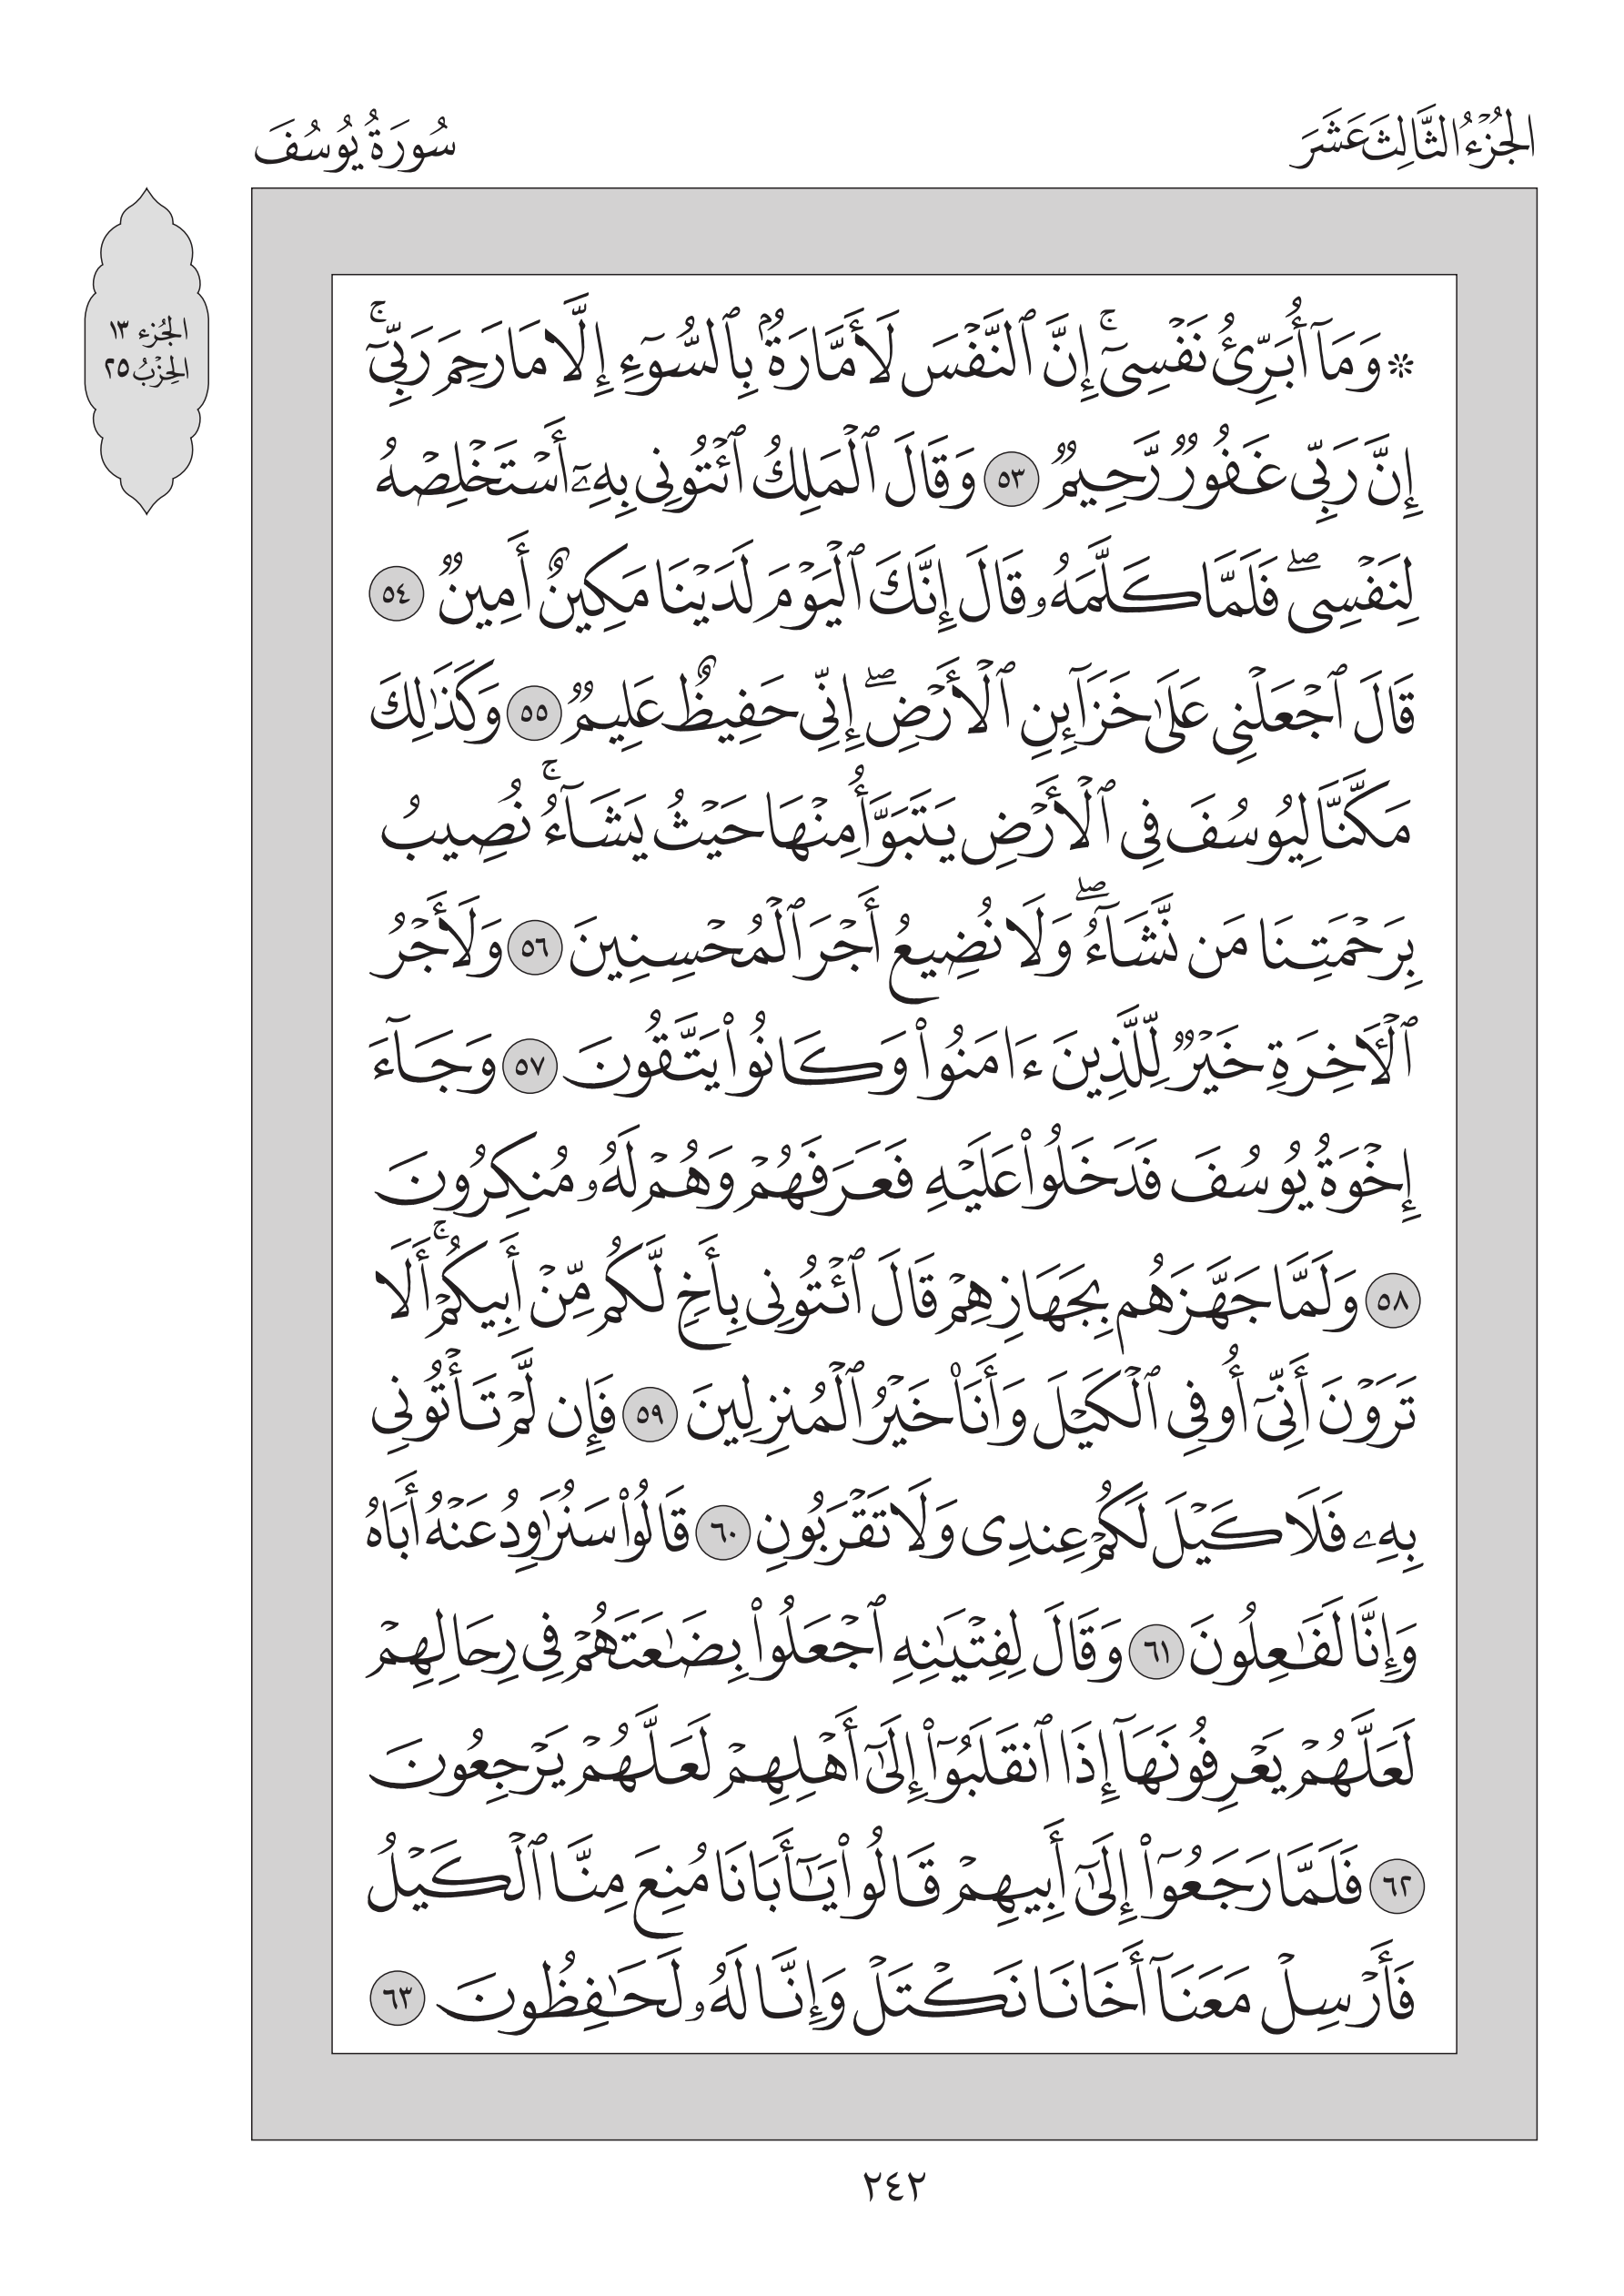 الجُزْءُ الثَّالِثَ عَشَرَ
سُورَةُ يُوسُفَ
الجُزء ١٣
الحِزْبُ ٢٥
۞ وَمَآ أُبَرِّئُ نَفۡسِيٓۚ إِنَّ ٱلنَّفۡسَ لَأَمَّارَةُۢ بِٱلسُّوٓءِ إِلَّا مَا رَحِمَ رَبِّيٓۚ
إِنَّ رَبِّي غَفُورٞ رَّحِيمٞ ٥٣ وَقَالَ ٱلۡمَلِكُ ٱئۡتُونِي بِهِۦٓ أَسۡتَخۡلِصۡهُ
لِنَفۡسِيۖ فَلَمَّا كَلَّمَهُۥ قَالَ إِنَّكَ ٱلۡيَوۡمَ لَدَيۡنَا مَكِينٌ أَمِينٞ ٥٤
قَالَ ٱجۡعَلۡنِي عَلَىٰ خَزَآئِنِ ٱلۡأَرۡضِۖ إِنِّي حَفِيظٌ عَلِيمٞ ٥٥ وَكَذَٰلِكَ
مَكَّنَّا لِيُوسُفَ فِي ٱلۡأَرۡضِ يَتَبَوَّأُ مِنۡهَا حَيۡثُ يَشَآءُۚ نُصِيبُ
بِرَحۡمَتِنَا مَن نَّشَآءُۖ وَلَا نُضِيعُ أَجۡرَ ٱلۡمُحۡسِنِينَ ٥٦ وَلَأَجۡرُ
ٱلۡأٓخِرَةِ خَيۡرٞ لِّلَّذِينَ ءَامَنُواْ وَكَانُواْ يَتَّقُونَ ٥٧ وَجَآءَ
إِخۡوَةُ يُوسُفَ فَدَخَلُواْ عَلَيۡهِ فَعَرَفَهُمۡ وَهُمۡ لَهُۥ مُنكِرُونَ
٥٨ وَلَمَّا جَهَّزَهُم بِجَهَازِهِمۡ قَالَ ٱئۡتُونِي بِأَخٖ لَّكُم مِّنۡ أَبِيكُمۡۚ أَلَا
تَرَوۡنَ أَنِّيٓ أُوفِي ٱلۡكَيۡلَ وَأَنَا۠ خَيۡرُ ٱلۡمُنزِلِينَ ٥٩ فَإِن لَّمۡ تَأۡتُونِي
بِهِۦ فَلَا كَيۡلَ لَكُمۡ عِندِي وَلَا تَقۡرَبُونِ ٦٠ قَالُواْ سَنُرَٰوِدُ عَنۡهُ أَبَاهُ
وَإِنَّا لَفَٰعِلُونَ ٦١ وَقَالَ لِفِتۡيَٰنِهِ ٱجۡعَلُواْ بِضَٰعَتَهُمۡ فِي رِحَالِهِمۡ
لَعَلَّهُمۡ يَعۡرِفُونَهَآ إِذَا ٱنقَلَبُوٓاْ إِلَىٰٓ أَهۡلِهِمۡ لَعَلَّهُمۡ يَرۡجِعُونَ
٦٢ فَلَمَّا رَجَعُوٓاْ إِلَىٰٓ أَبِيهِمۡ قَالُواْ يَٰٓأَبَانَا مُنِعَ مِنَّا ٱلۡكَيۡلُ
فَأَرۡسِلۡ مَعَنَآ أَخَانَا نَكۡتَلۡ وَإِنَّا لَهُۥ لَحَٰفِظُونَ ٦٣
٢٤٢